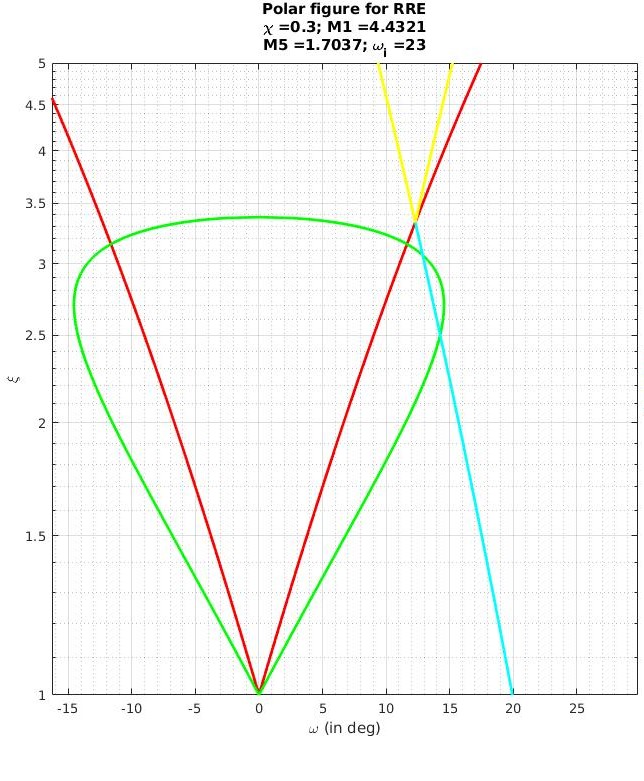 Polar figure for RRE
χ =0.3; M1 =4.4321
M5 =1.7037; ωi =23
5
4.5
4
3.5
3
2.5
2
1.5
1
ξ
-15 -10 -5 0 5 10 15 20 25
ω (in deg)